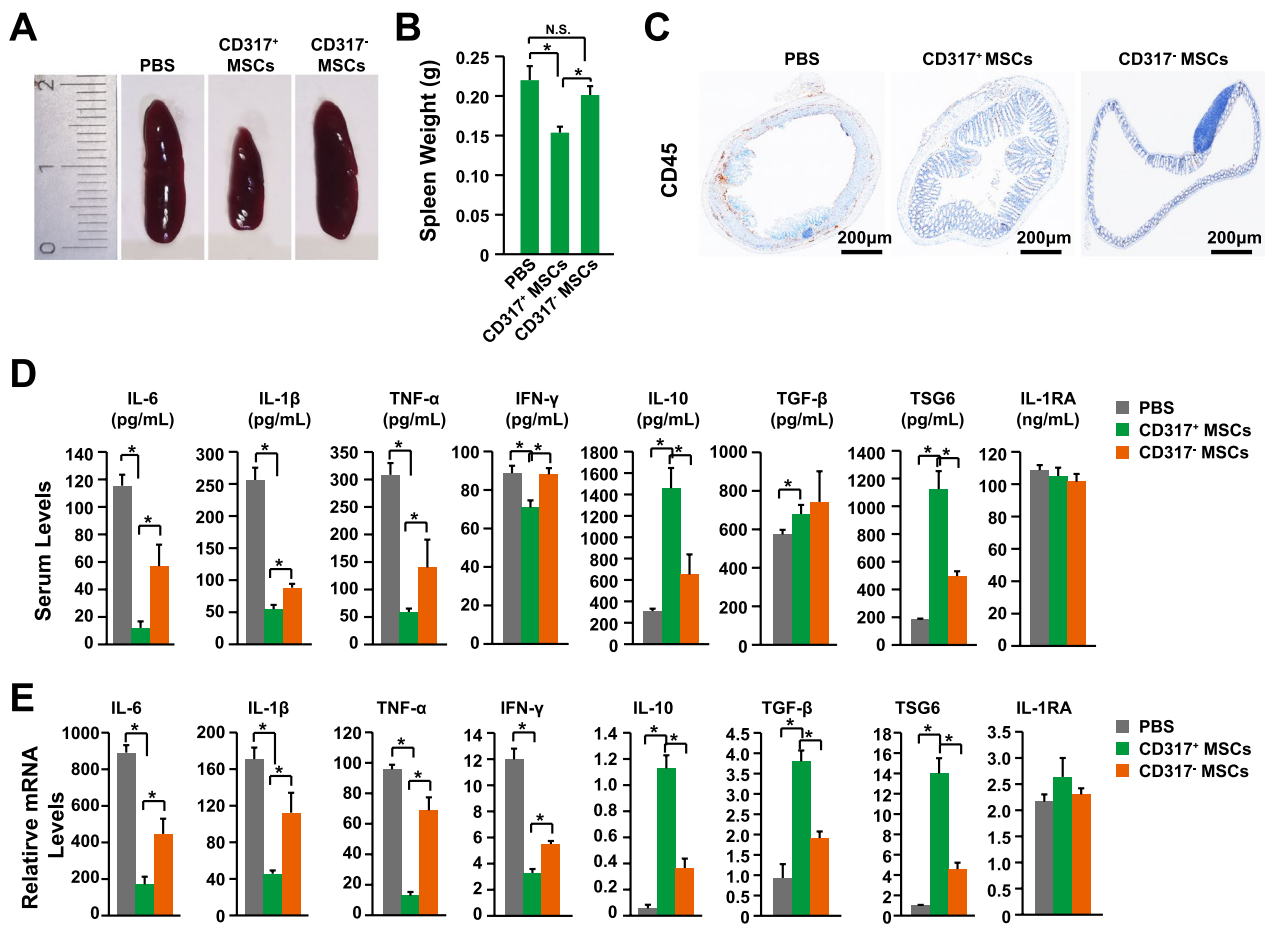 A
PBS
CD317⁺
MSCs
CD317⁻
MSCs
2
1
0
B
N.S.
*
*
Spleen Weight (g)
0.25
0.20
0.15
0.10
0.05
0
PBS
CD317⁺ MSCs
CD317⁻ MSCs
C
PBS
CD317⁺ MSCs
CD317⁻ MSCs
CD45
200μm
200μm
200μm
D
Serum Levels
IL-6
(pg/mL)
140
120
100
80
60
40
20
0
*
*
IL-1β
(pg/mL)
300
250
200
150
100
50
0
*
*
TNF-α
(pg/mL)
350
300
250
200
150
100
50
0
*
*
IFN-γ
(pg/mL)
100
80
60
40
20
0
*
*
IL-10
(pg/mL)
1800
1600
1400
1200
1000
800
600
400
200
0
*
*
TGF-β
(pg/mL)
1000
800
600
400
200
0
*
TSG6
(pg/mL)
1400
1200
1000
800
600
400
200
0
*
*
IL-1RA
(ng/mL)
120
100
80
60
40
20
0
PBS
CD317⁺ MSCs
CD317⁻ MSCs
E
Relatirve mRNA
Levels
IL-6
1000
800
600
400
200
0
*
*
IL-1β
200
160
120
80
40
0
*
*
TNF-α
120
100
80
60
40
20
0
*
*
IFN-γ
14
12
10
8
6
4
2
0
*
*
IL-10
1.4
1.2
1.0
0.8
0.6
0.4
0.2
0
*
*
TGF-β
4.5
4.0
3.5
3.0
2.5
2.0
1.5
1.0
0.5
0
*
*
TSG6
18
16
14
12
10
8
6
4
2
0
*
*
IL-1RA
3.5
3.0
2.5
2.0
1.5
1.0
0.5
0
PBS
CD317⁺ MSCs
CD317⁻ MSCs